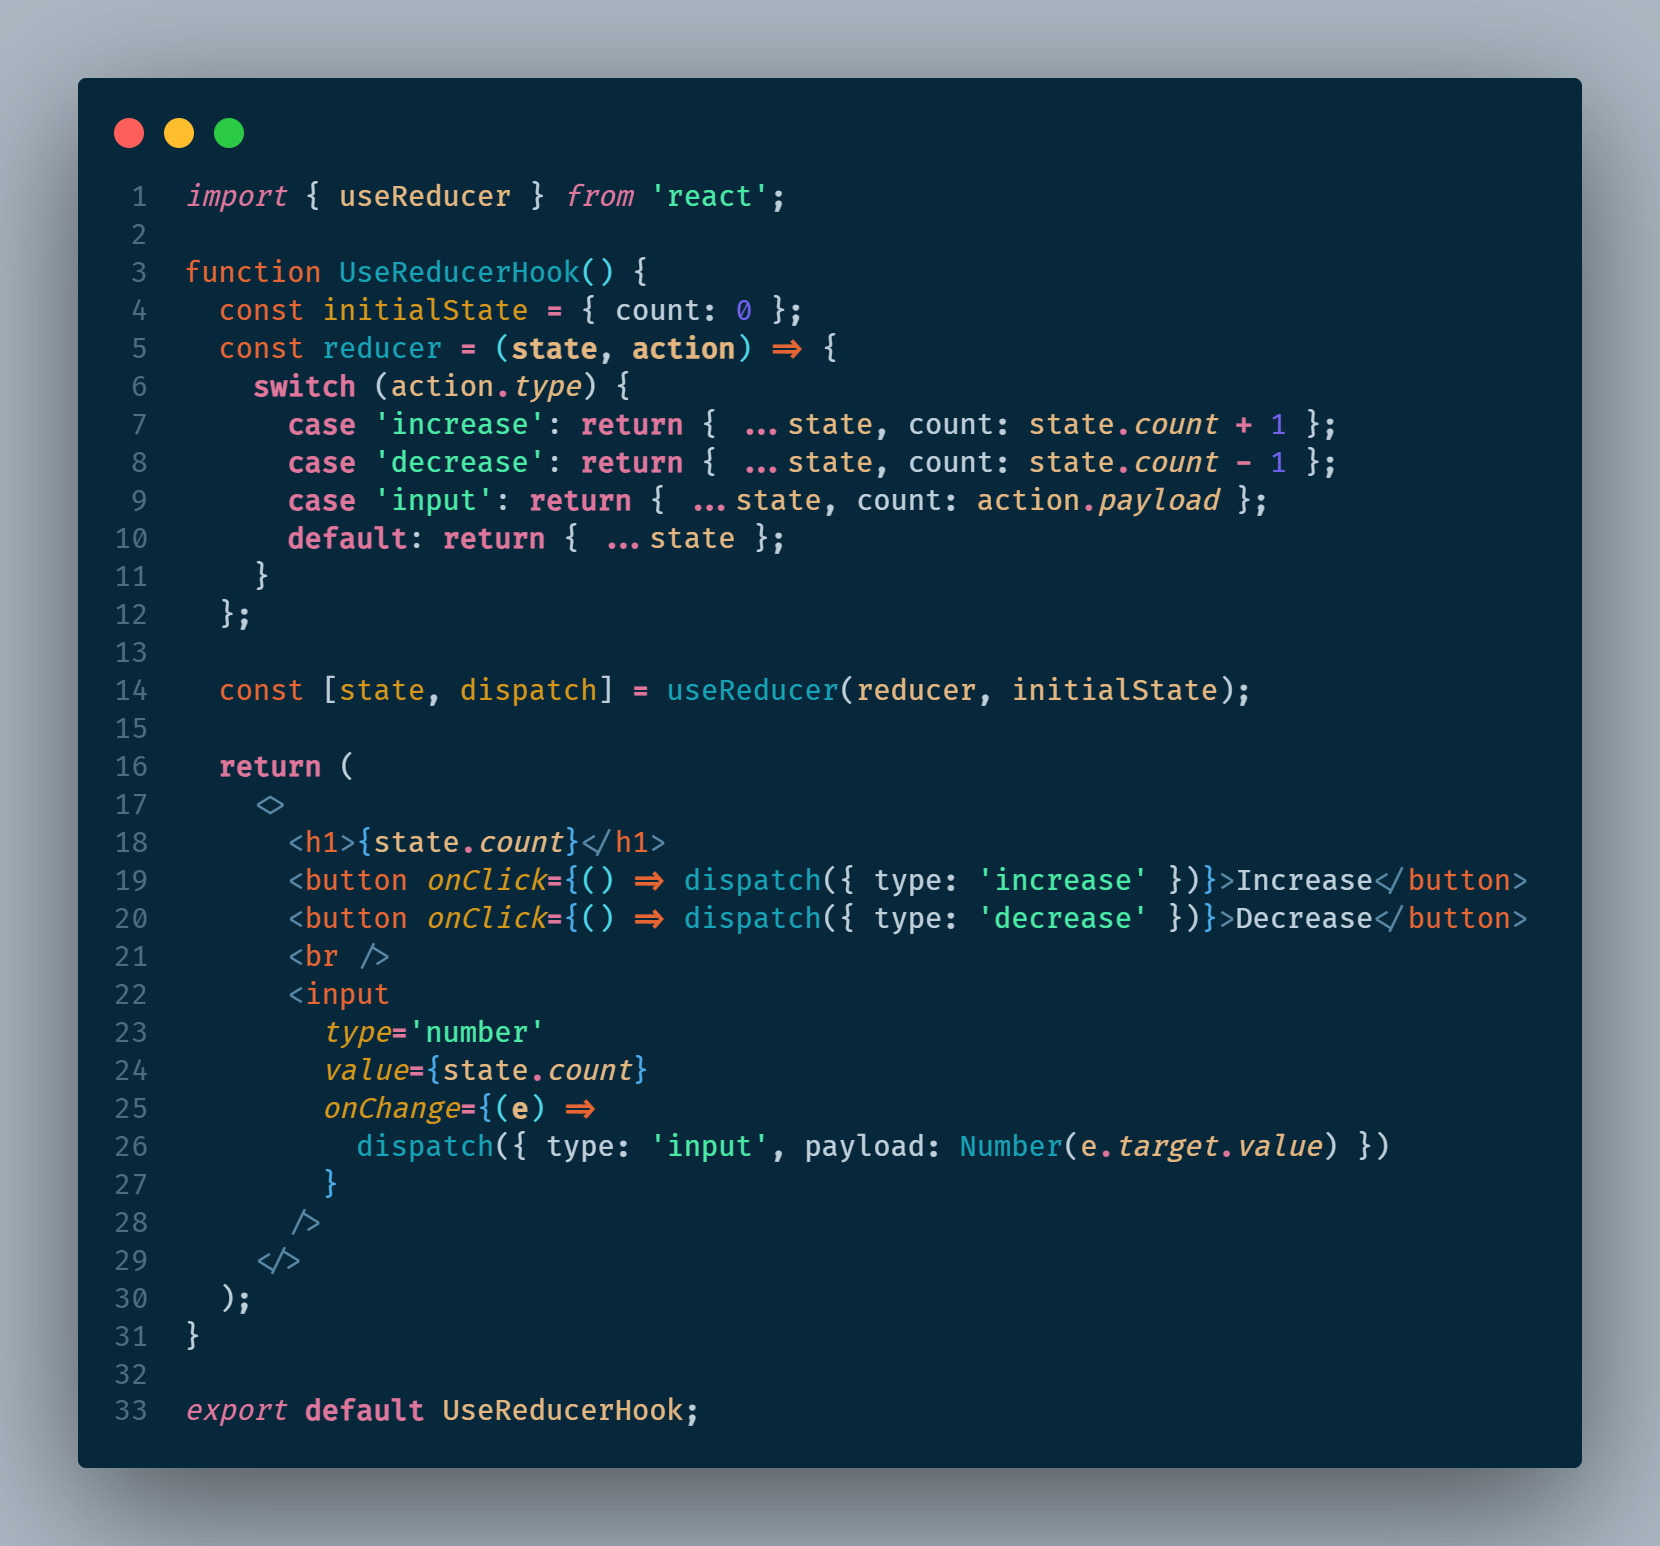 1 import { useReducer } from 'react';
2
3 function UseReducerHook() {
4   const initialState = { count: 0 };
5   const reducer = (state, action) => {
6     switch (action.type) {
7       case 'increase': return { ...state, count: state.count + 1 };
8       case 'decrease': return { ...state, count: state.count - 1 };
9       case 'input': return { ...state, count: action.payload };
10       default: return { ...state };
11     }
12   };
13
14   const [state, dispatch] = useReducer(reducer, initialState);
15
16   return (
17     <>
18       <h1>{state.count}</h1>
19       <button onClick={() => dispatch({ type: 'increase' })}>Increase</button>
20       <button onClick={() => dispatch({ type: 'decrease' })}>Decrease</button>
21       <br />
22       <input
23         type='number'
24         value={state.count}
25         onChange={(e) =>
26           dispatch({ type: 'input', payload: Number(e.target.value) })
27         }
28       />
29     </>
30   );
31 }
32
33 export default UseReducerHook;